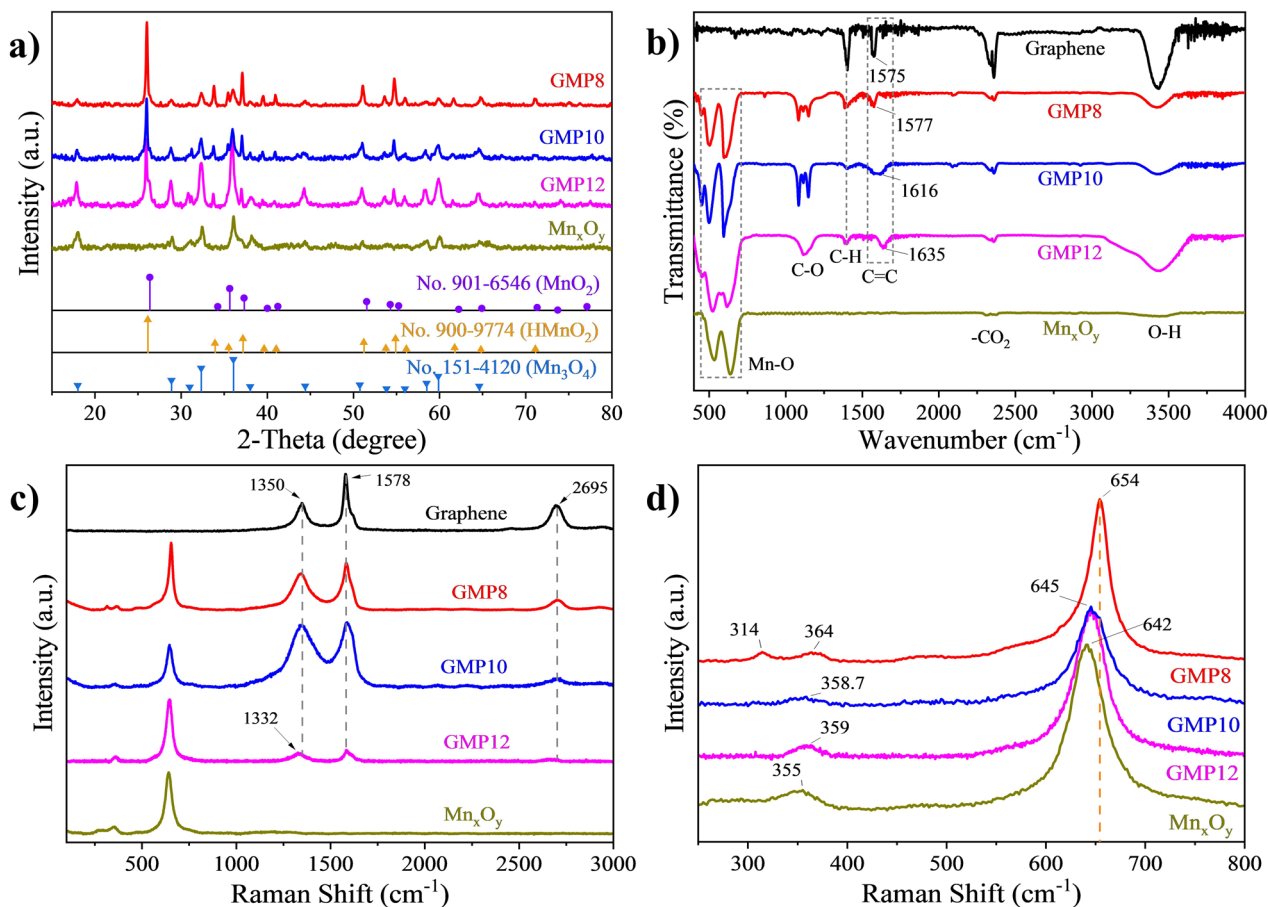 a)
GMP8
GMP10
GMP12
MnxOy
No. 901-6546 (MnO2)
No. 900-9774 (HMnO2)
No. 151-4120 (Mn3O4)
Intensity (a.u.)
20 30 40 50 60 70 80
2-Theta (degree)
b)
Graphene
1575
GMP8
1577
GMP10
1616
GMP12
C-O
C-H
1635
C=C
MnxOy
-CO2
O-H
Mn-O
Transmittance (%)
500 1000 1500 2000 2500 3000 3500 4000
Wavenumber (cm-1)
c)
1350
1578
2695
Graphene
GMP8
GMP10
1332
GMP12
MnxOy
Intensity (a.u.)
500 1000 1500 2000 2500 3000
Raman Shift (cm-1)
d)
654
645
642
314
364
GMP8
358.7
GMP10
359
GMP12
355
MnxOy
Intensity (a.u.)
300 400 500 600 700 800
Raman Shift (cm-1)